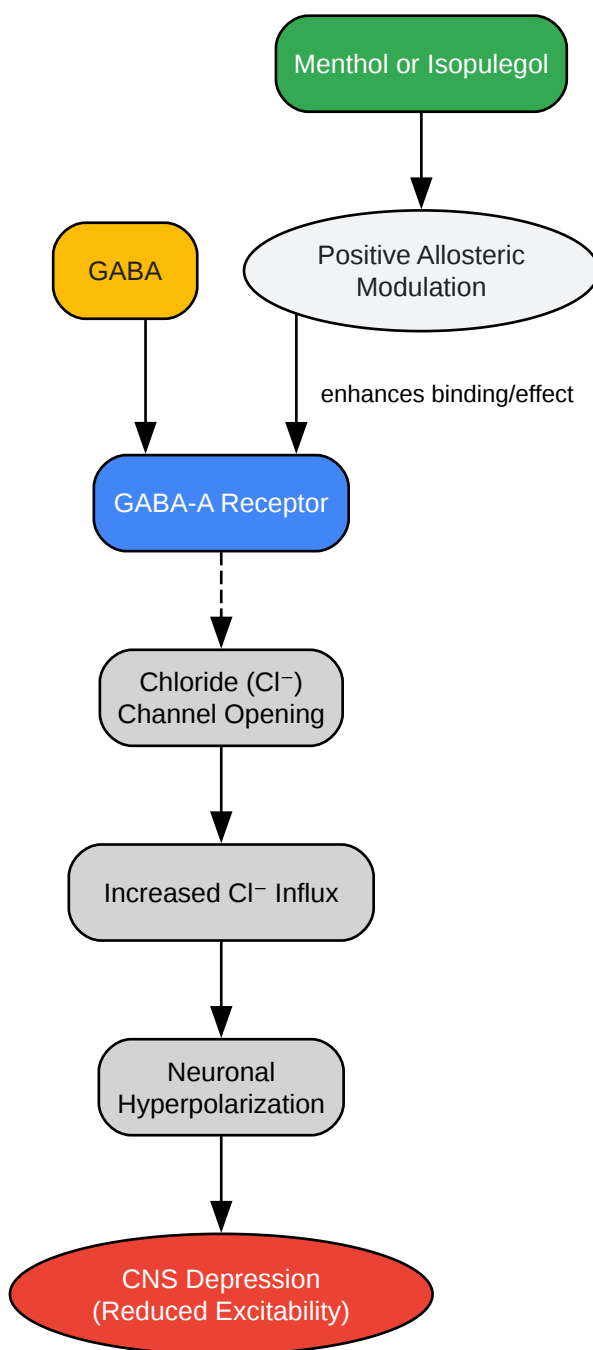 Menthol or Isopulegol
Positive Allosteric
Modulation
GABA
enhances binding/effect
GABA-A Receptor
Chloride (Cl⁻)
Channel Opening
Increased Cl⁻ Influx
Neuronal
Hyperpolarization
CNS Depression
(Reduced Excitability)